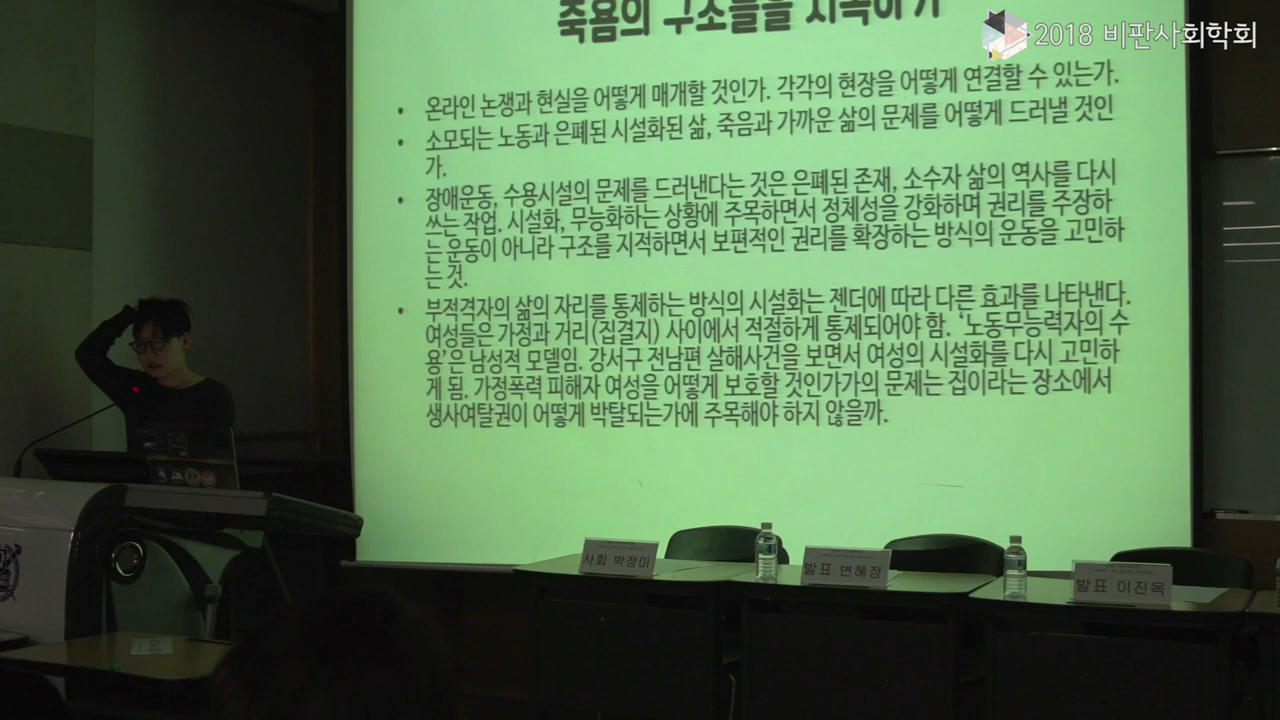 죽음의 구조들을 지목하기
2018 비판사회학회
• 온라인 논쟁과 현실을 어떻게 매개할 것인가. 각각의 현장을 어떻게 연결할 수 있는가.
• 소모되는 노동과 은폐된 시설화된 삶, 죽음과 가까운 삶의 문제를 어떻게 드러낼 것인
가.
• 장애운동, 수용시설의 문제를 드러낸다는 것은 은폐된 존재, 소수자 삶의 역사를 다시
쓰는 작업. 시설화, 무능화하는 상황에 주목하면서 정체성을 강화하며 권리를 주장하
는 운동이 아니라 구조를 지적하면서 보편적인 권리를 확장하는 방식의 운동을 고민하
는 것.
• 부적격자의 삶의 자리를 통제하는 방식의 시설화는 젠더에 따라 다른 효과를 나타낸다.
여성들은 가정과 거리(집결지) 사이에서 적절하게 통제되어야 함. ‘노동무능력자의 수
용’은 남성적 모델임. 강서구 전남편 살해사건을 보면서 여성의 시설화를 다시 고민하
게 됨. 가정폭력 피해자 여성을 어떻게 보호할 것인가가의 문제는 집이라는 장소에서
생사여탈권이 어떻게 박탈되는가에 주목해야 하지 않을까.
사회 박정미
발표 변혜정
발표 이진옥